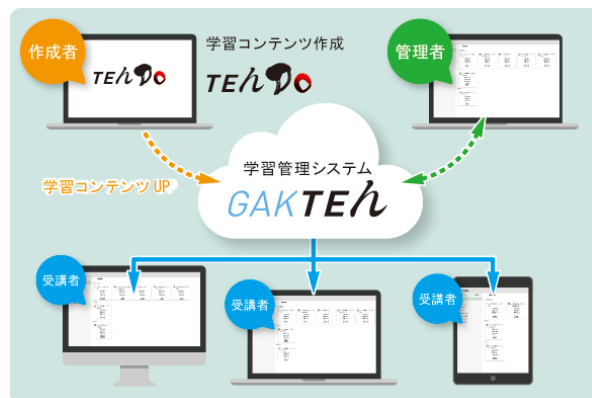 作成者
TEんDo
学習コンテンツ作成
TEんDo
管理者
学習コンテンツUP
学習管理システム
GAKTEん
受講者
受講者
受講者